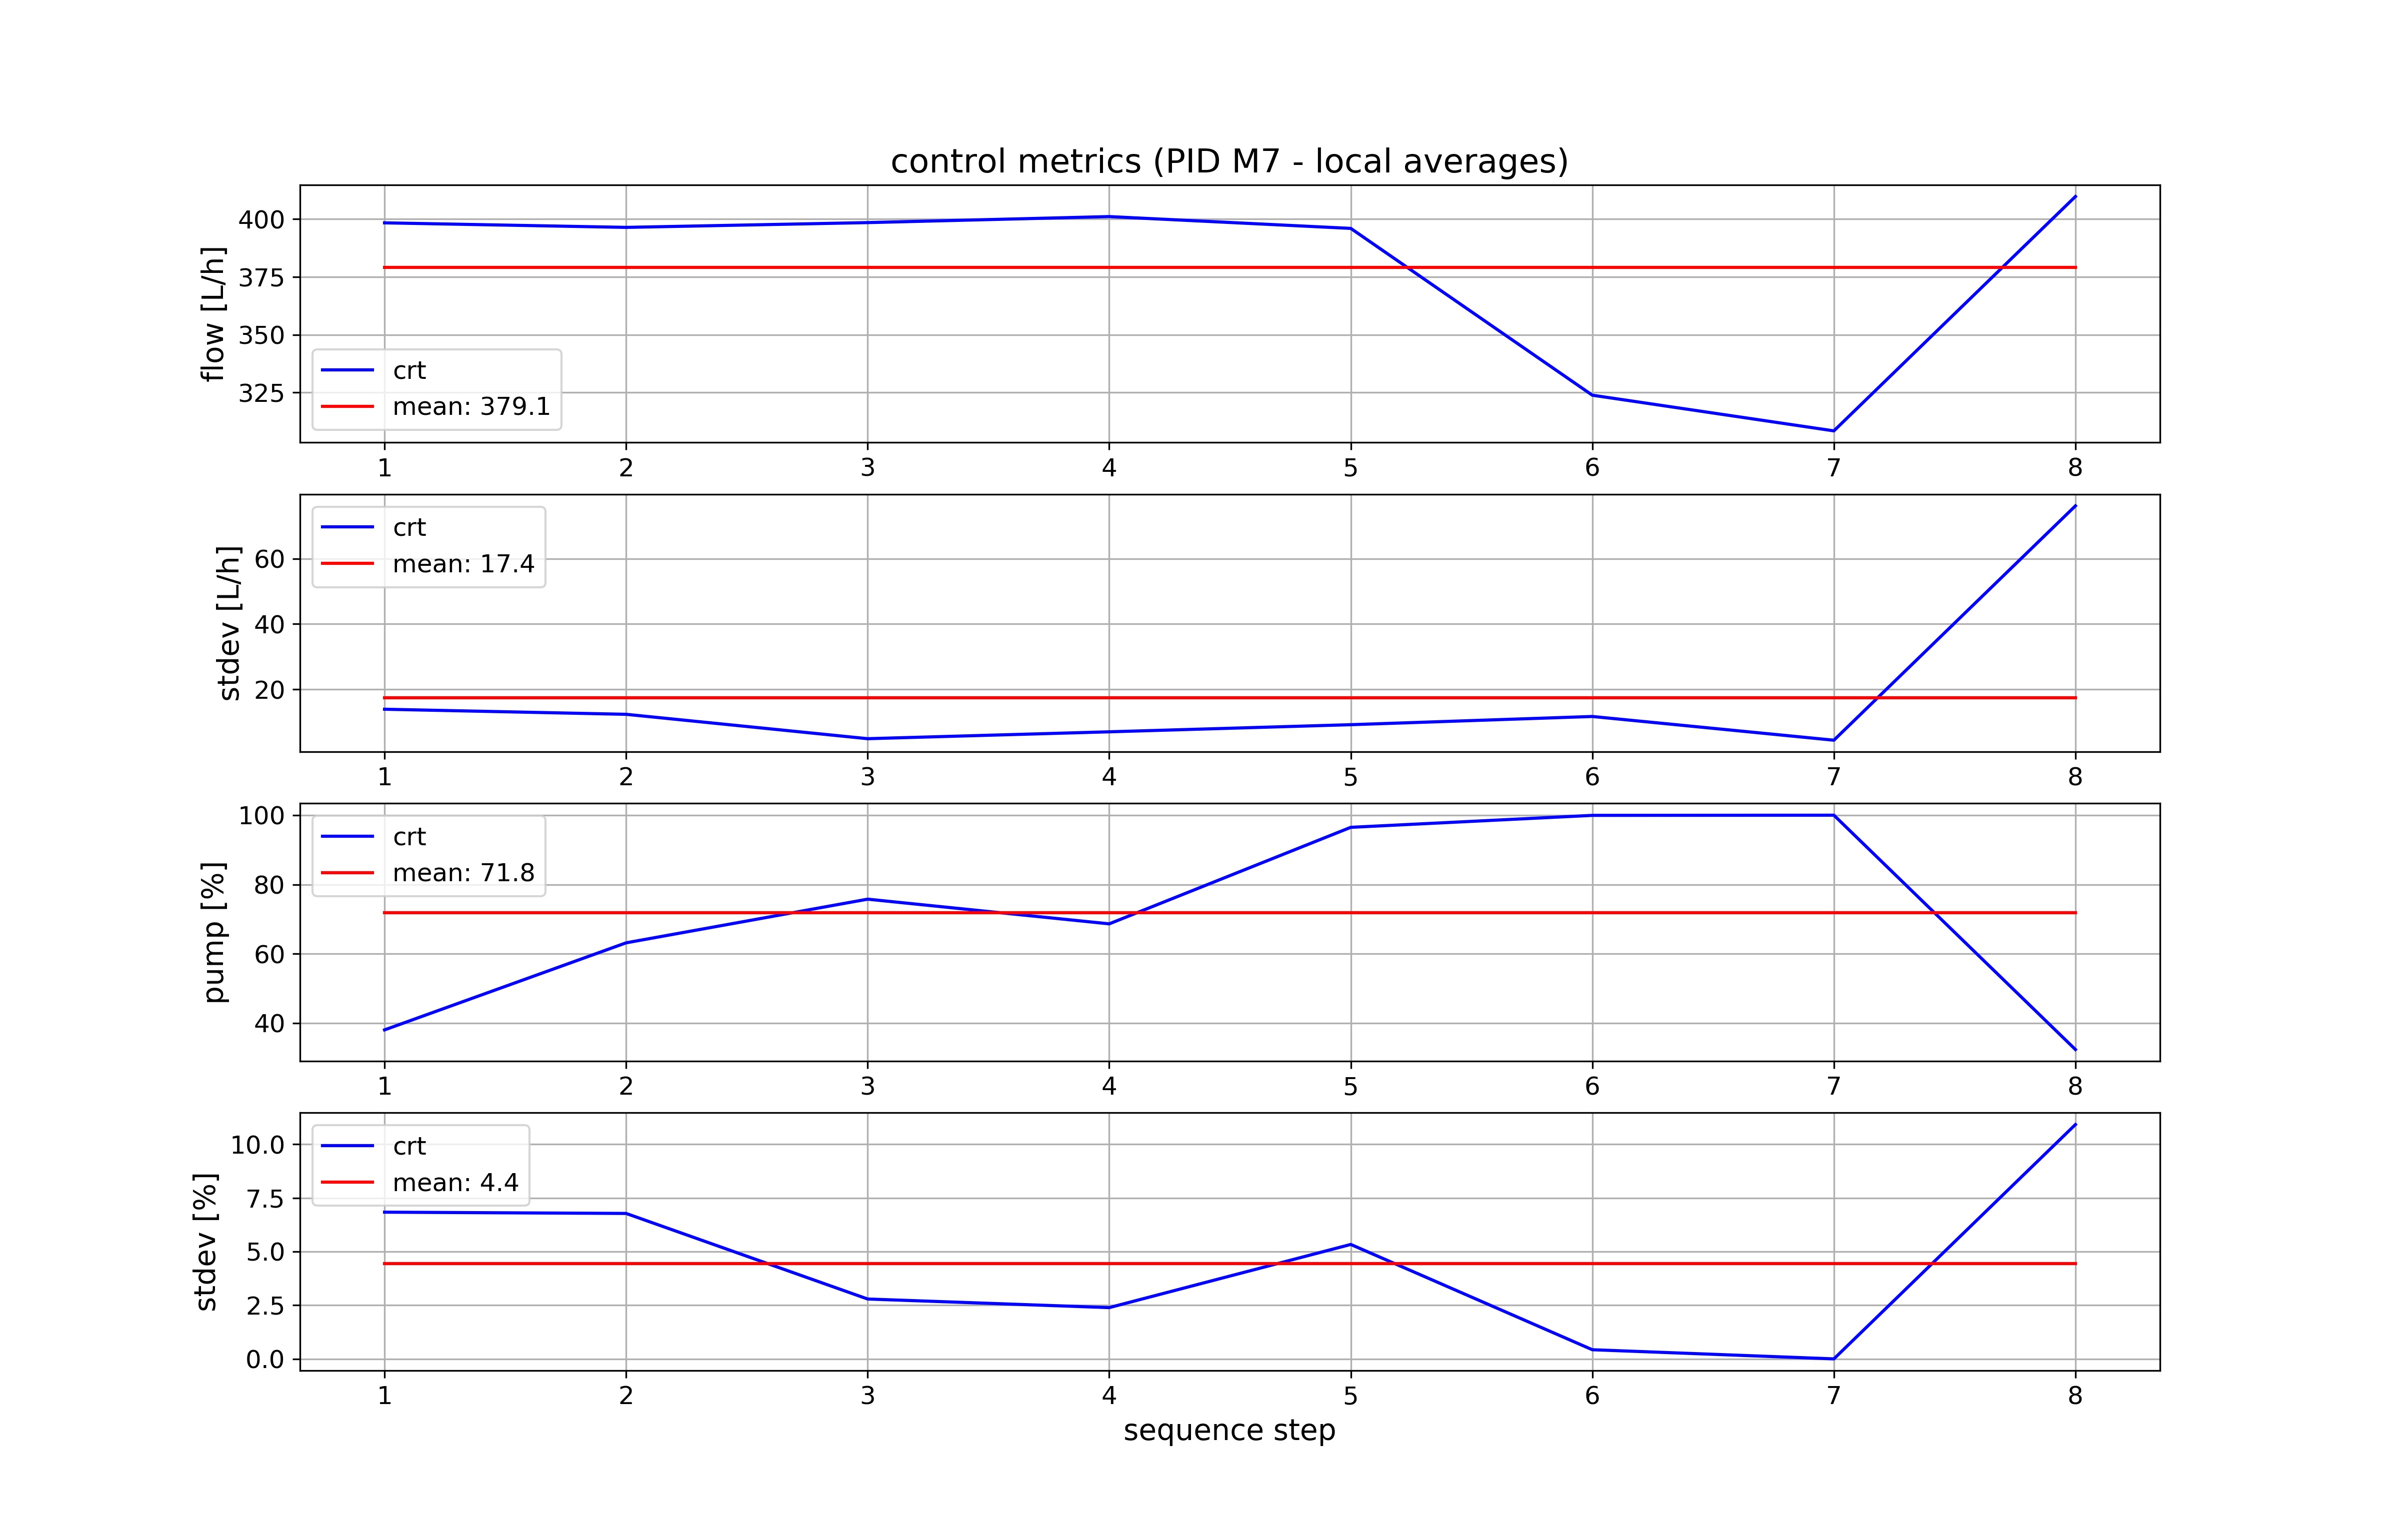 control metrics (PID M7 - local averages)
flow [L/h]
400
375
350
325
crt
mean: 379.1
1 2 3 4 5 6 7 8
stdev [L/h]
60
40
20
crt
mean: 17.4
1 2 3 4 5 6 7 8
pump [%]
100
80
60
40
crt
mean: 71.8
1 2 3 4 5 6 7 8
stdev [%]
10.0
7.5
5.0
2.5
0.0
crt
mean: 4.4
1 2 3 4 5 6 7 8
sequence step